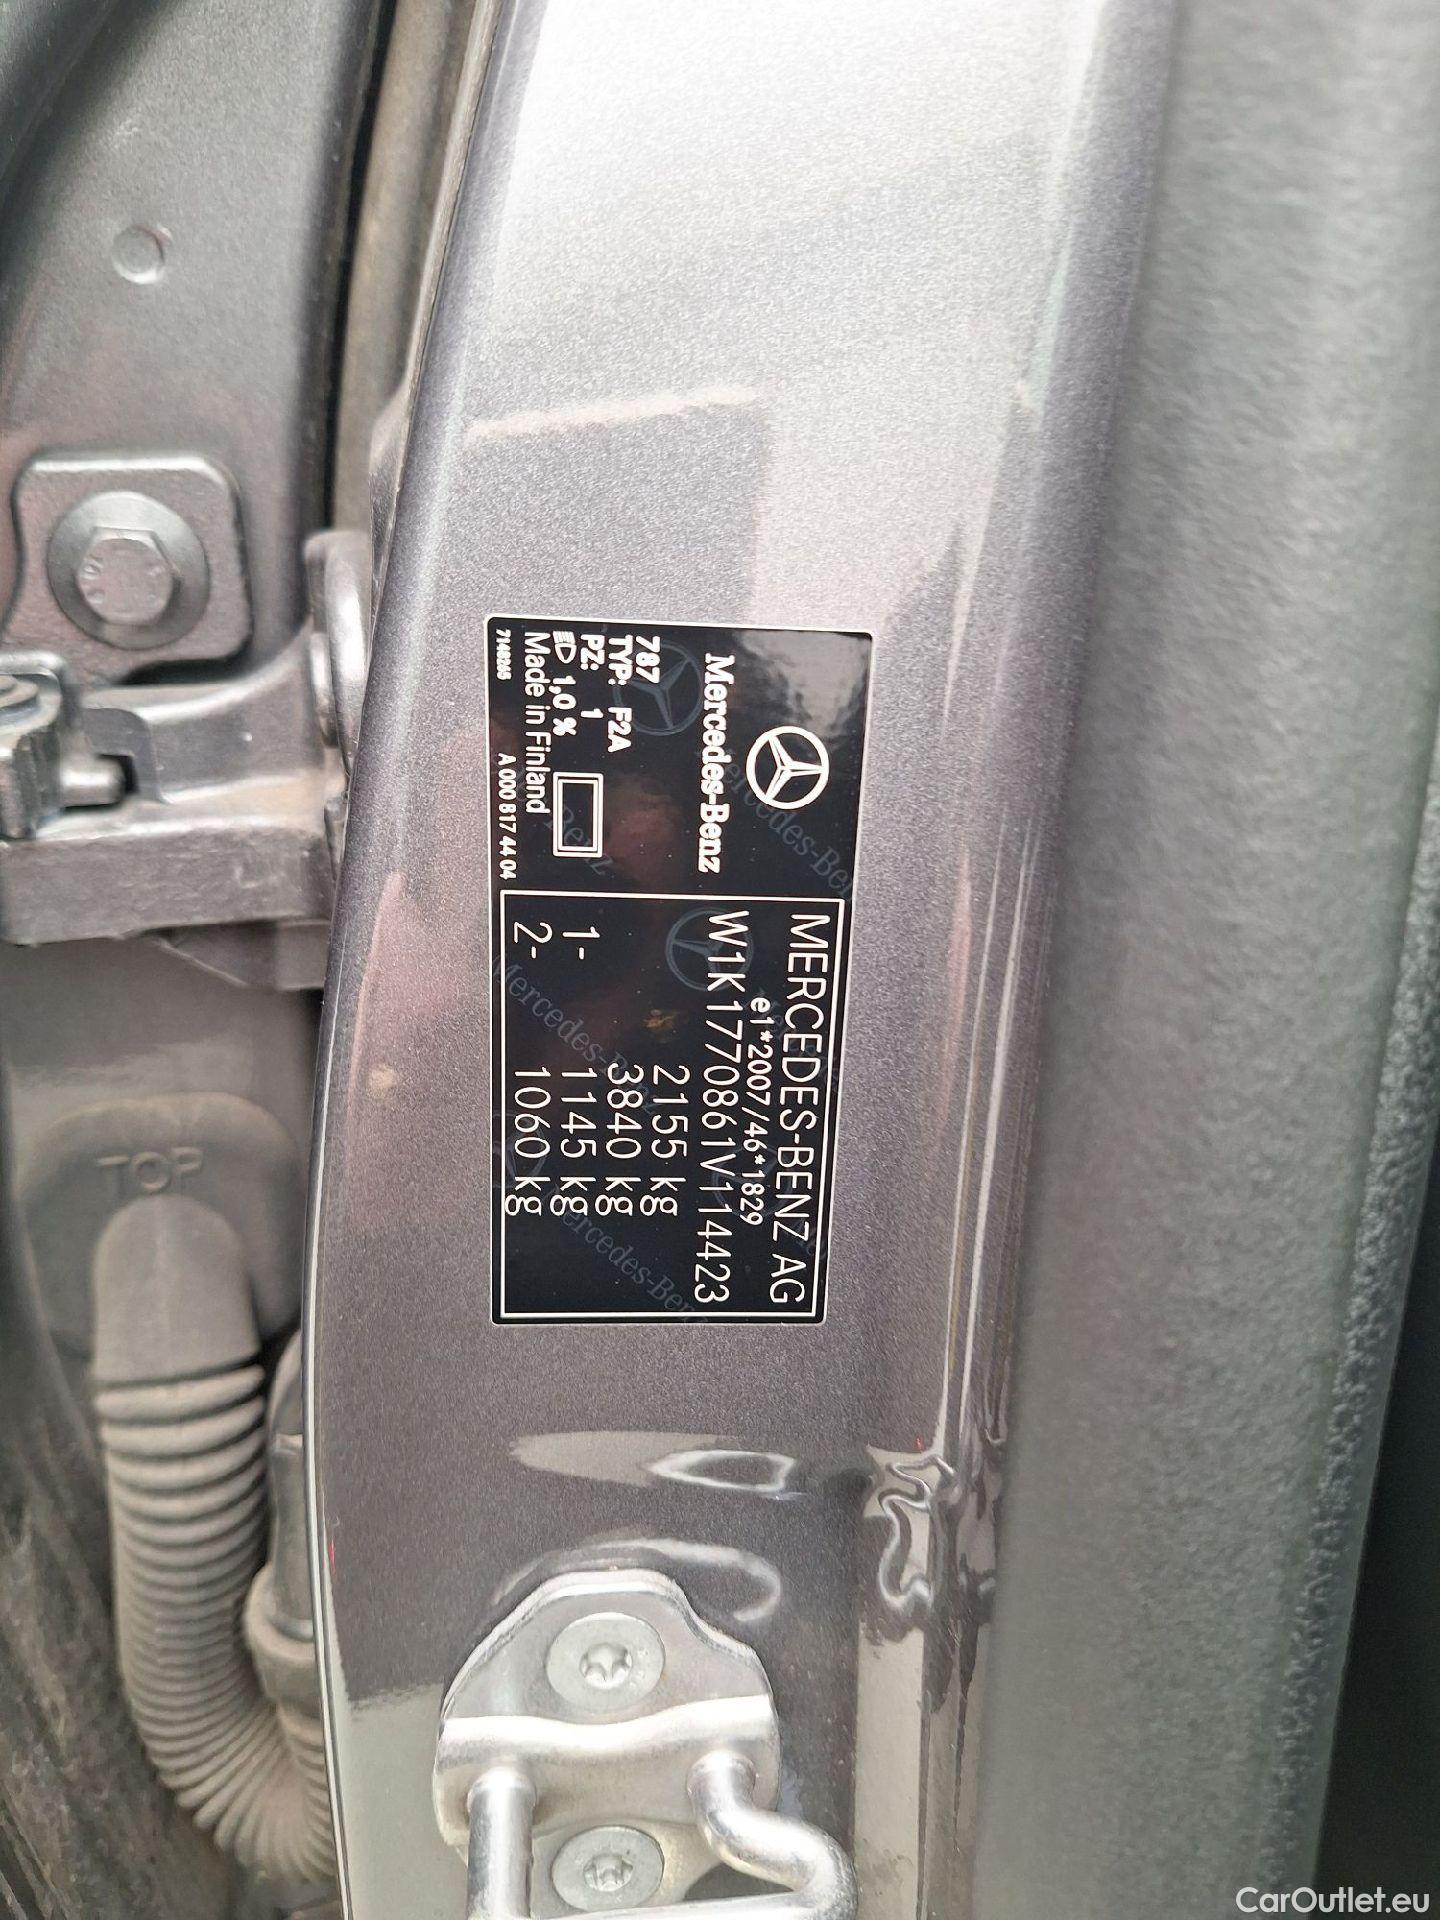 Mercedes-Benz
787
TYP: F2A
PZ: 1
1,0 %
Made in Finland
7146366 A 000 817 44 04
MERCEDES-BENZ AG
e1*2007/46*1829
W1K1770861V114423
2155 kg
3840 kg
1- 1145 kg
2- 1060 kg
TOP
CarOutlet.eu